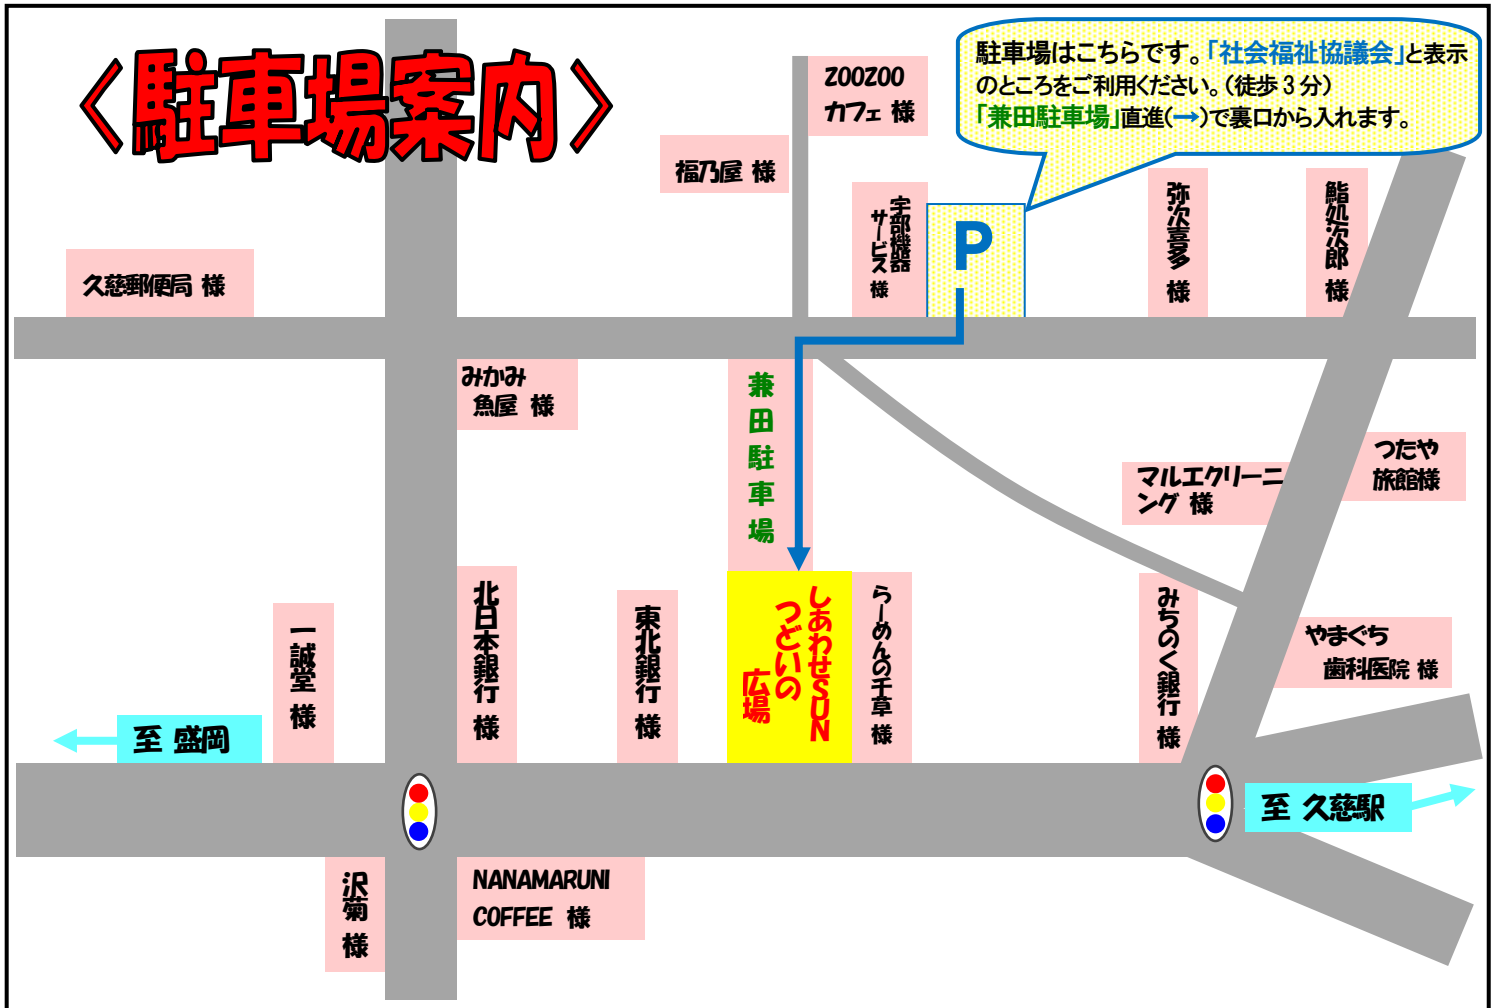 〈駐車場案内〉
駐車場はこちらです。「社会福祉協議会」と表示
のところをご利用ください。(徒歩3分)
「兼田駐車場」直進(→)で裏口から入れます。
ZOOZOO
カフェ 様
福乃屋 様
宇部機器
サービス 様
P
弥次喜多 様
鮨処次郎 様
久慈郵便局 様
みかみ
魚屋 様
兼田駐車場
つたや
旅館様
マルエクリーニ
ング 様
一誠堂 様
北日本銀行 様
東北銀行 様
しあわせSUN
つどいの
広場
らーめんの千草 様
みちのく銀行 様
やまぐち
歯科医院 様
至 盛岡
至 久慈駅
沢菊 様
NANAMARUNI
COFFEE 様